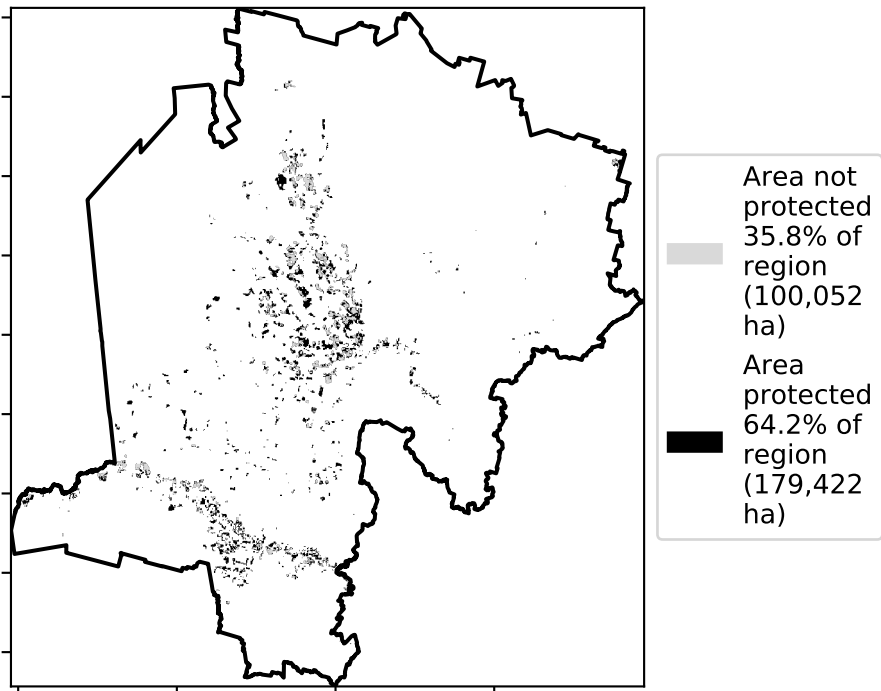 Area not
protected
35.8% of
region
(100,052
ha)
Area
protected
64.2% of
region
(179,422
ha)